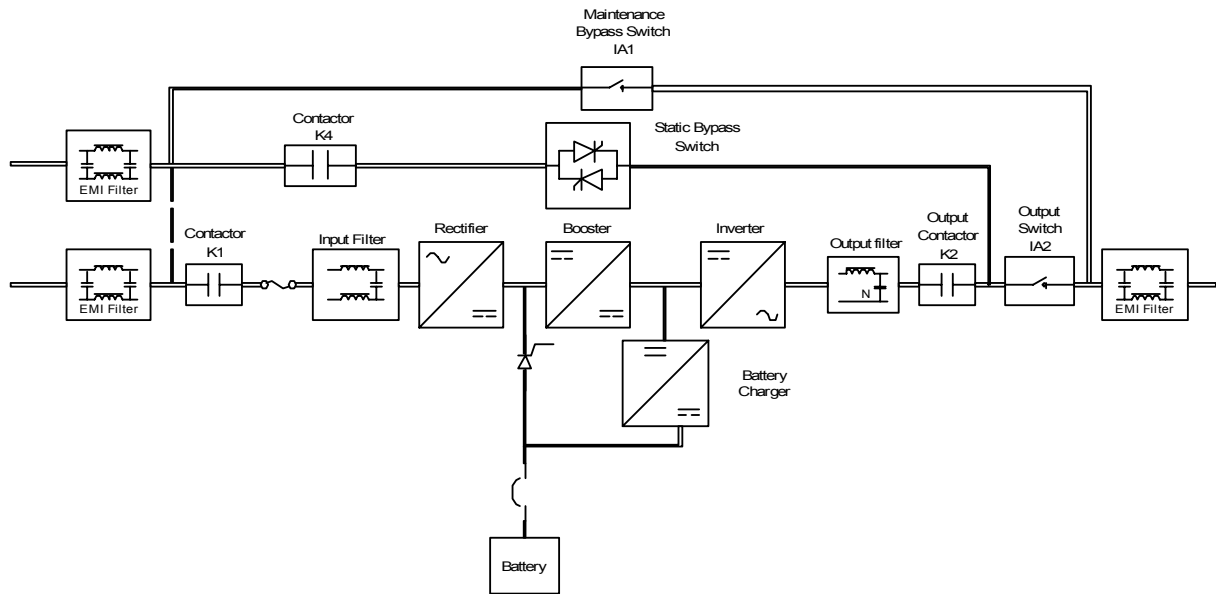 Maintenance
Bypass Switch
IA1
Contactor
K4
Static Bypass
Switch
EMI Filter
Contactor
K1
Input Filter
Rectifier
Booster
Inverter
Output filter
Output
Contactor
K2
Output
Switch
IA2
N
EMI Filter
EMI Filter
Battery
Charger
Battery